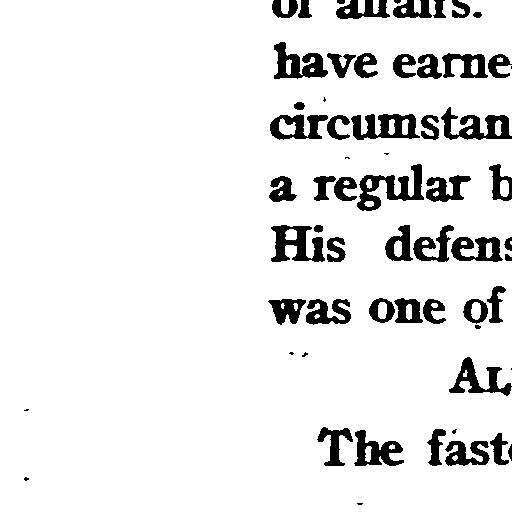 of affairs.
have earne
circumstan
a regular b
His defens
was one of
AL
The fast